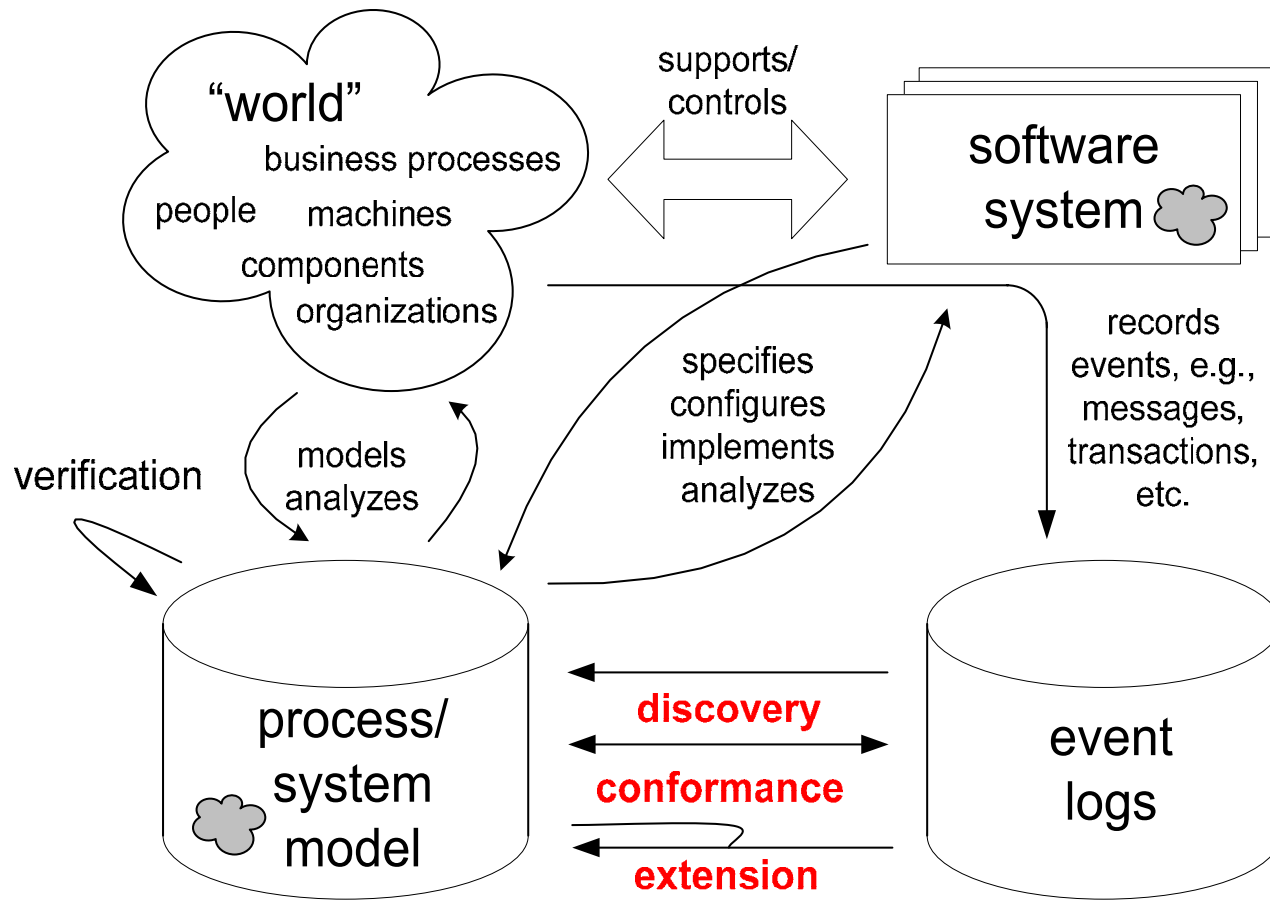 “world”
business processes
people
machines
components
organizations
supports/
controls
software
system
records
events, e.g.,
messages,
transactions,
etc.
specifies
configures
implements
analyzes
models
analyzes
verification
process/
system
model
discovery
conformance
extension
event
logs